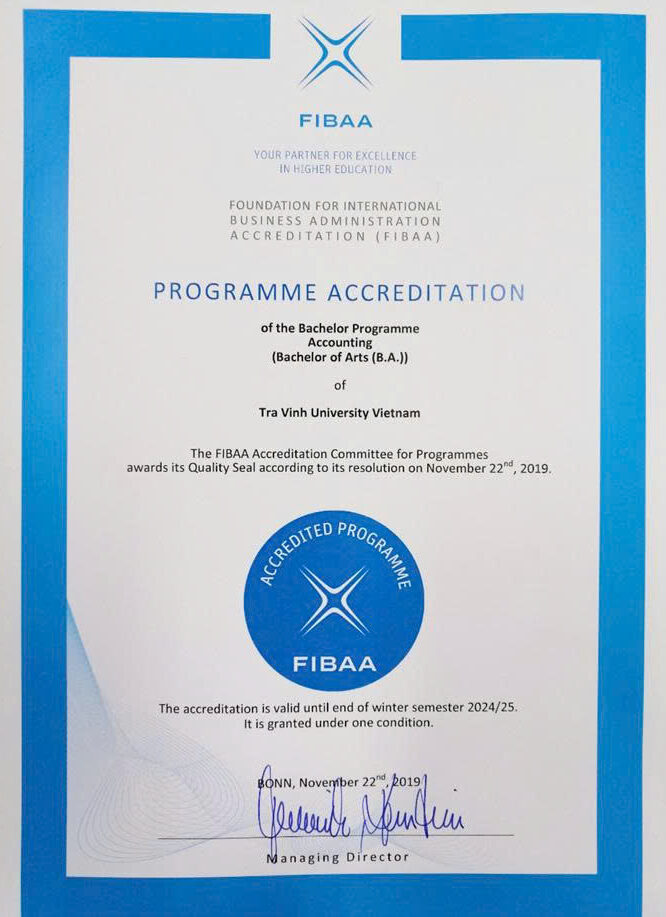 FIBAA
YOUR PARTNER FOR EXCELLENCE
IN HIGHER EDUCATION
FOUNDATION FOR INTERNATIONAL
BUSINESS ADMINISTRATION
ACCREDITATION (FIBAA)
PROGRAMME ACCREDITATION
of the Bachelor Programme
Accounting
(Bachelor of Arts (B.A.))
of
Tra Vinh University Vietnam
The FIBAA Accreditation Committee for Programmes
awards its Quality Seal according to its resolution on November 22nd, 2019.
ACCREDITED PROGRAMME
FIBAA
The accreditation is valid until end of winter semester 2024/25.
It is granted under one condition.
BONN, November 22nd, 2019
Managing Director